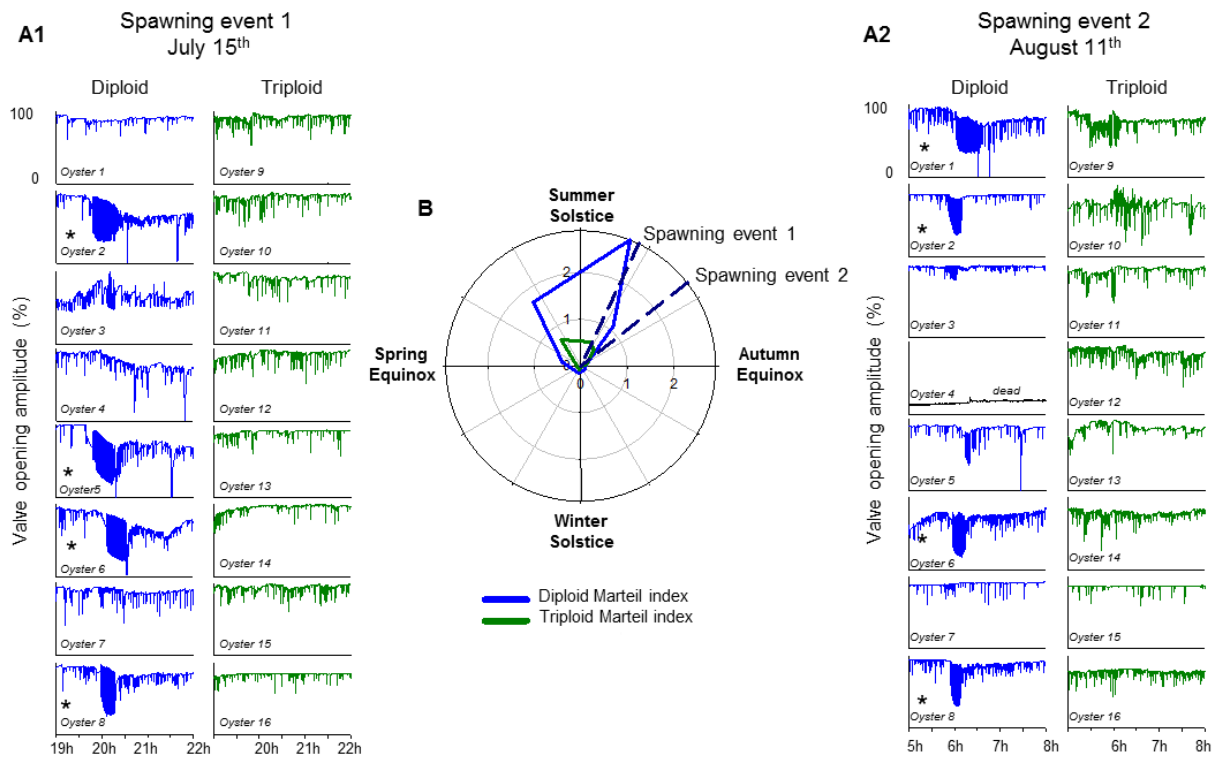 A1
Spawning event 1
July 15th
Diploid
Triploid
Valve opening amplitude (%)
100
0
Oyster 1
Oyster 9
*
Oyster 2
Oyster 10
Oyster 3
Oyster 11
Oyster 4
Oyster 12
*
Oyster5
Oyster 13
*
Oyster 6
Oyster 14
Oyster 7
Oyster 15
*
Oyster 8
Oyster 16
19h 20h 21h 22h
20h 21h 22h
B
Summer
Solstice
Spawning event 1
Spawning event 2
Spring
Equinox
Autumn
Equinox
Winter
Solstice
2
1
0
0 1 2
Diploid Marteil index
Triploid Marteil index
A2
Spawning event 2
August 11th
Diploid
Triploid
Valve opening amplitude (%)
100
0
*
Oyster 1
Oyster 9
*
Oyster 2
Oyster 10
Oyster 3
Oyster 11
Oyster 4
dead
Oyster 12
Oyster 5
Oyster 13
*
Oyster 6
Oyster 14
Oyster 7
Oyster 15
*
Oyster 8
Oyster 16
5h 6h 7h 8h
6h 7h 8h